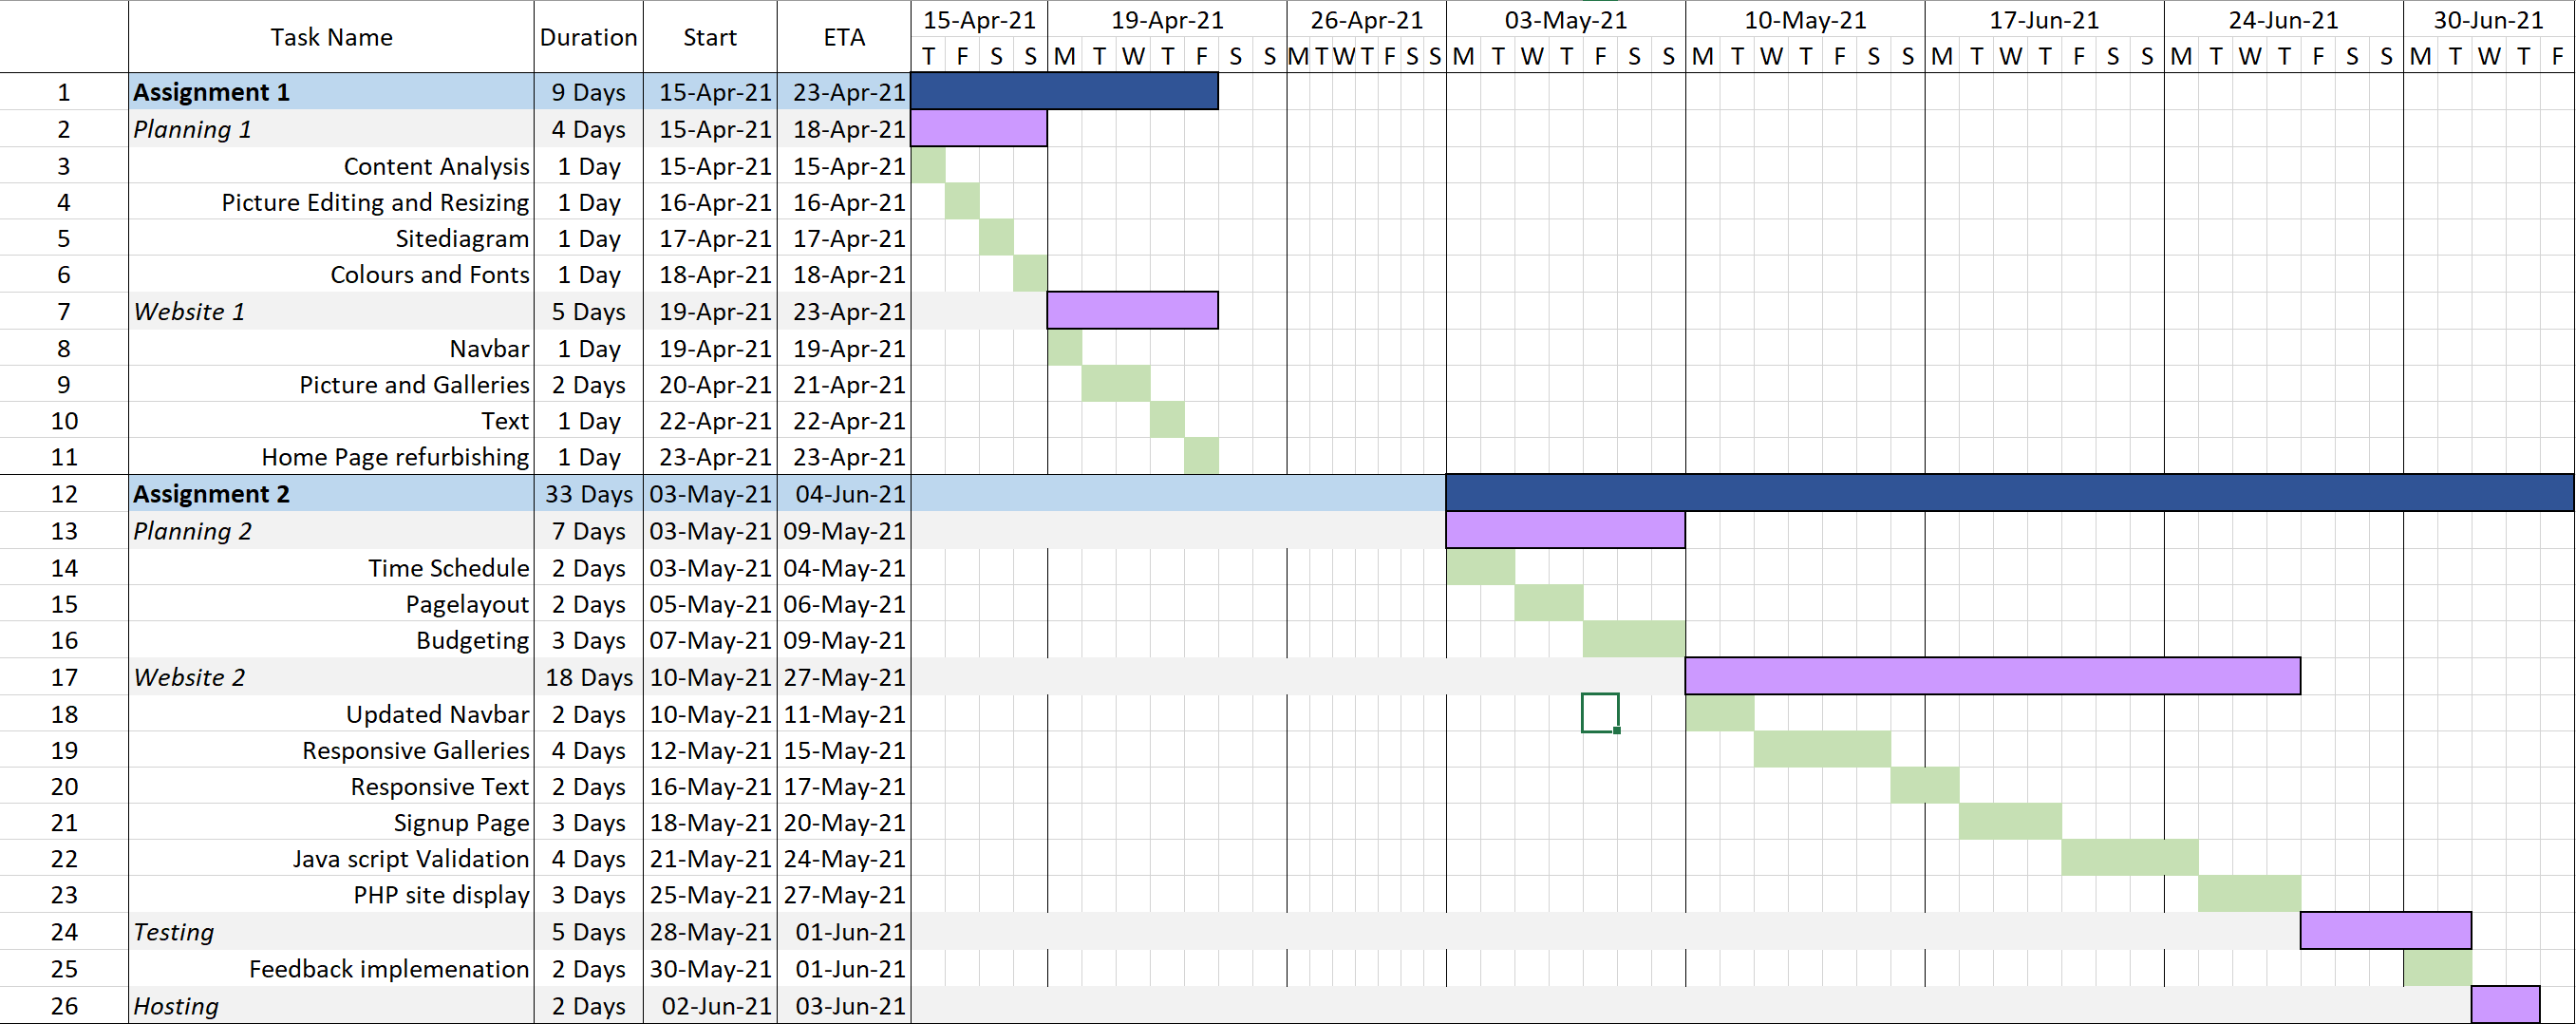 15-Apr-21 19-Apr-21 26-Apr-21 03-May-21 10-May-21 17-Jun-21 24-Jun-21 30-Jun-21
Task Name Duration Start ETA
T F S S M T W T F S S M T W T F S S M T W T F S S M T W T F S S M T W T F S S M T W T F S S M T W T F
1 Assignment 1 9 Days 15-Apr-21 23-Apr-21
2 Planning 1 4 Days 15-Apr-21 18-Apr-21
3 Content Analysis 1 Day 15-Apr-21 15-Apr-21
4 Picture Editing and Resizing 1 Day 16-Apr-21 16-Apr-21
5 Sitediagram 1 Day 17-Apr-21 17-Apr-21
6 Colours and Fonts 1 Day 18-Apr-21 18-Apr-21
7 Website 1 5 Days 19-Apr-21 23-Apr-21
8 Navbar 1 Day 19-Apr-21 19-Apr-21
9 Picture and Galleries 2 Days 20-Apr-21 21-Apr-21
10 Text 1 Day 22-Apr-21 22-Apr-21
11 Home Page refurbishing 1 Day 23-Apr-21 23-Apr-21
12 Assignment 2 33 Days 03-May-21 04-Jun-21
13 Planning 2 7 Days 03-May-21 09-May-21
14 Time Schedule 2 Days 03-May-21 04-May-21
15 Pagelayout 2 Days 05-May-21 06-May-21
16 Budgeting 3 Days 07-May-21 09-May-21
17 Website 2 18 Days 10-May-21 27-May-21
18 Updated Navbar 2 Days 10-May-21 11-May-21
19 Responsive Galleries 4 Days 12-May-21 15-May-21
20 Responsive Text 2 Days 16-May-21 17-May-21
21 Signup Page 3 Days 18-May-21 20-May-21
22 Java script Validation 4 Days 21-May-21 24-May-21
23 PHP site display 3 Days 25-May-21 27-May-21
24 Testing 5 Days 28-May-21 01-Jun-21
25 Feedback implemenation 2 Days 30-May-21 01-Jun-21
26 Hosting 2 Days 02-Jun-21 03-Jun-21